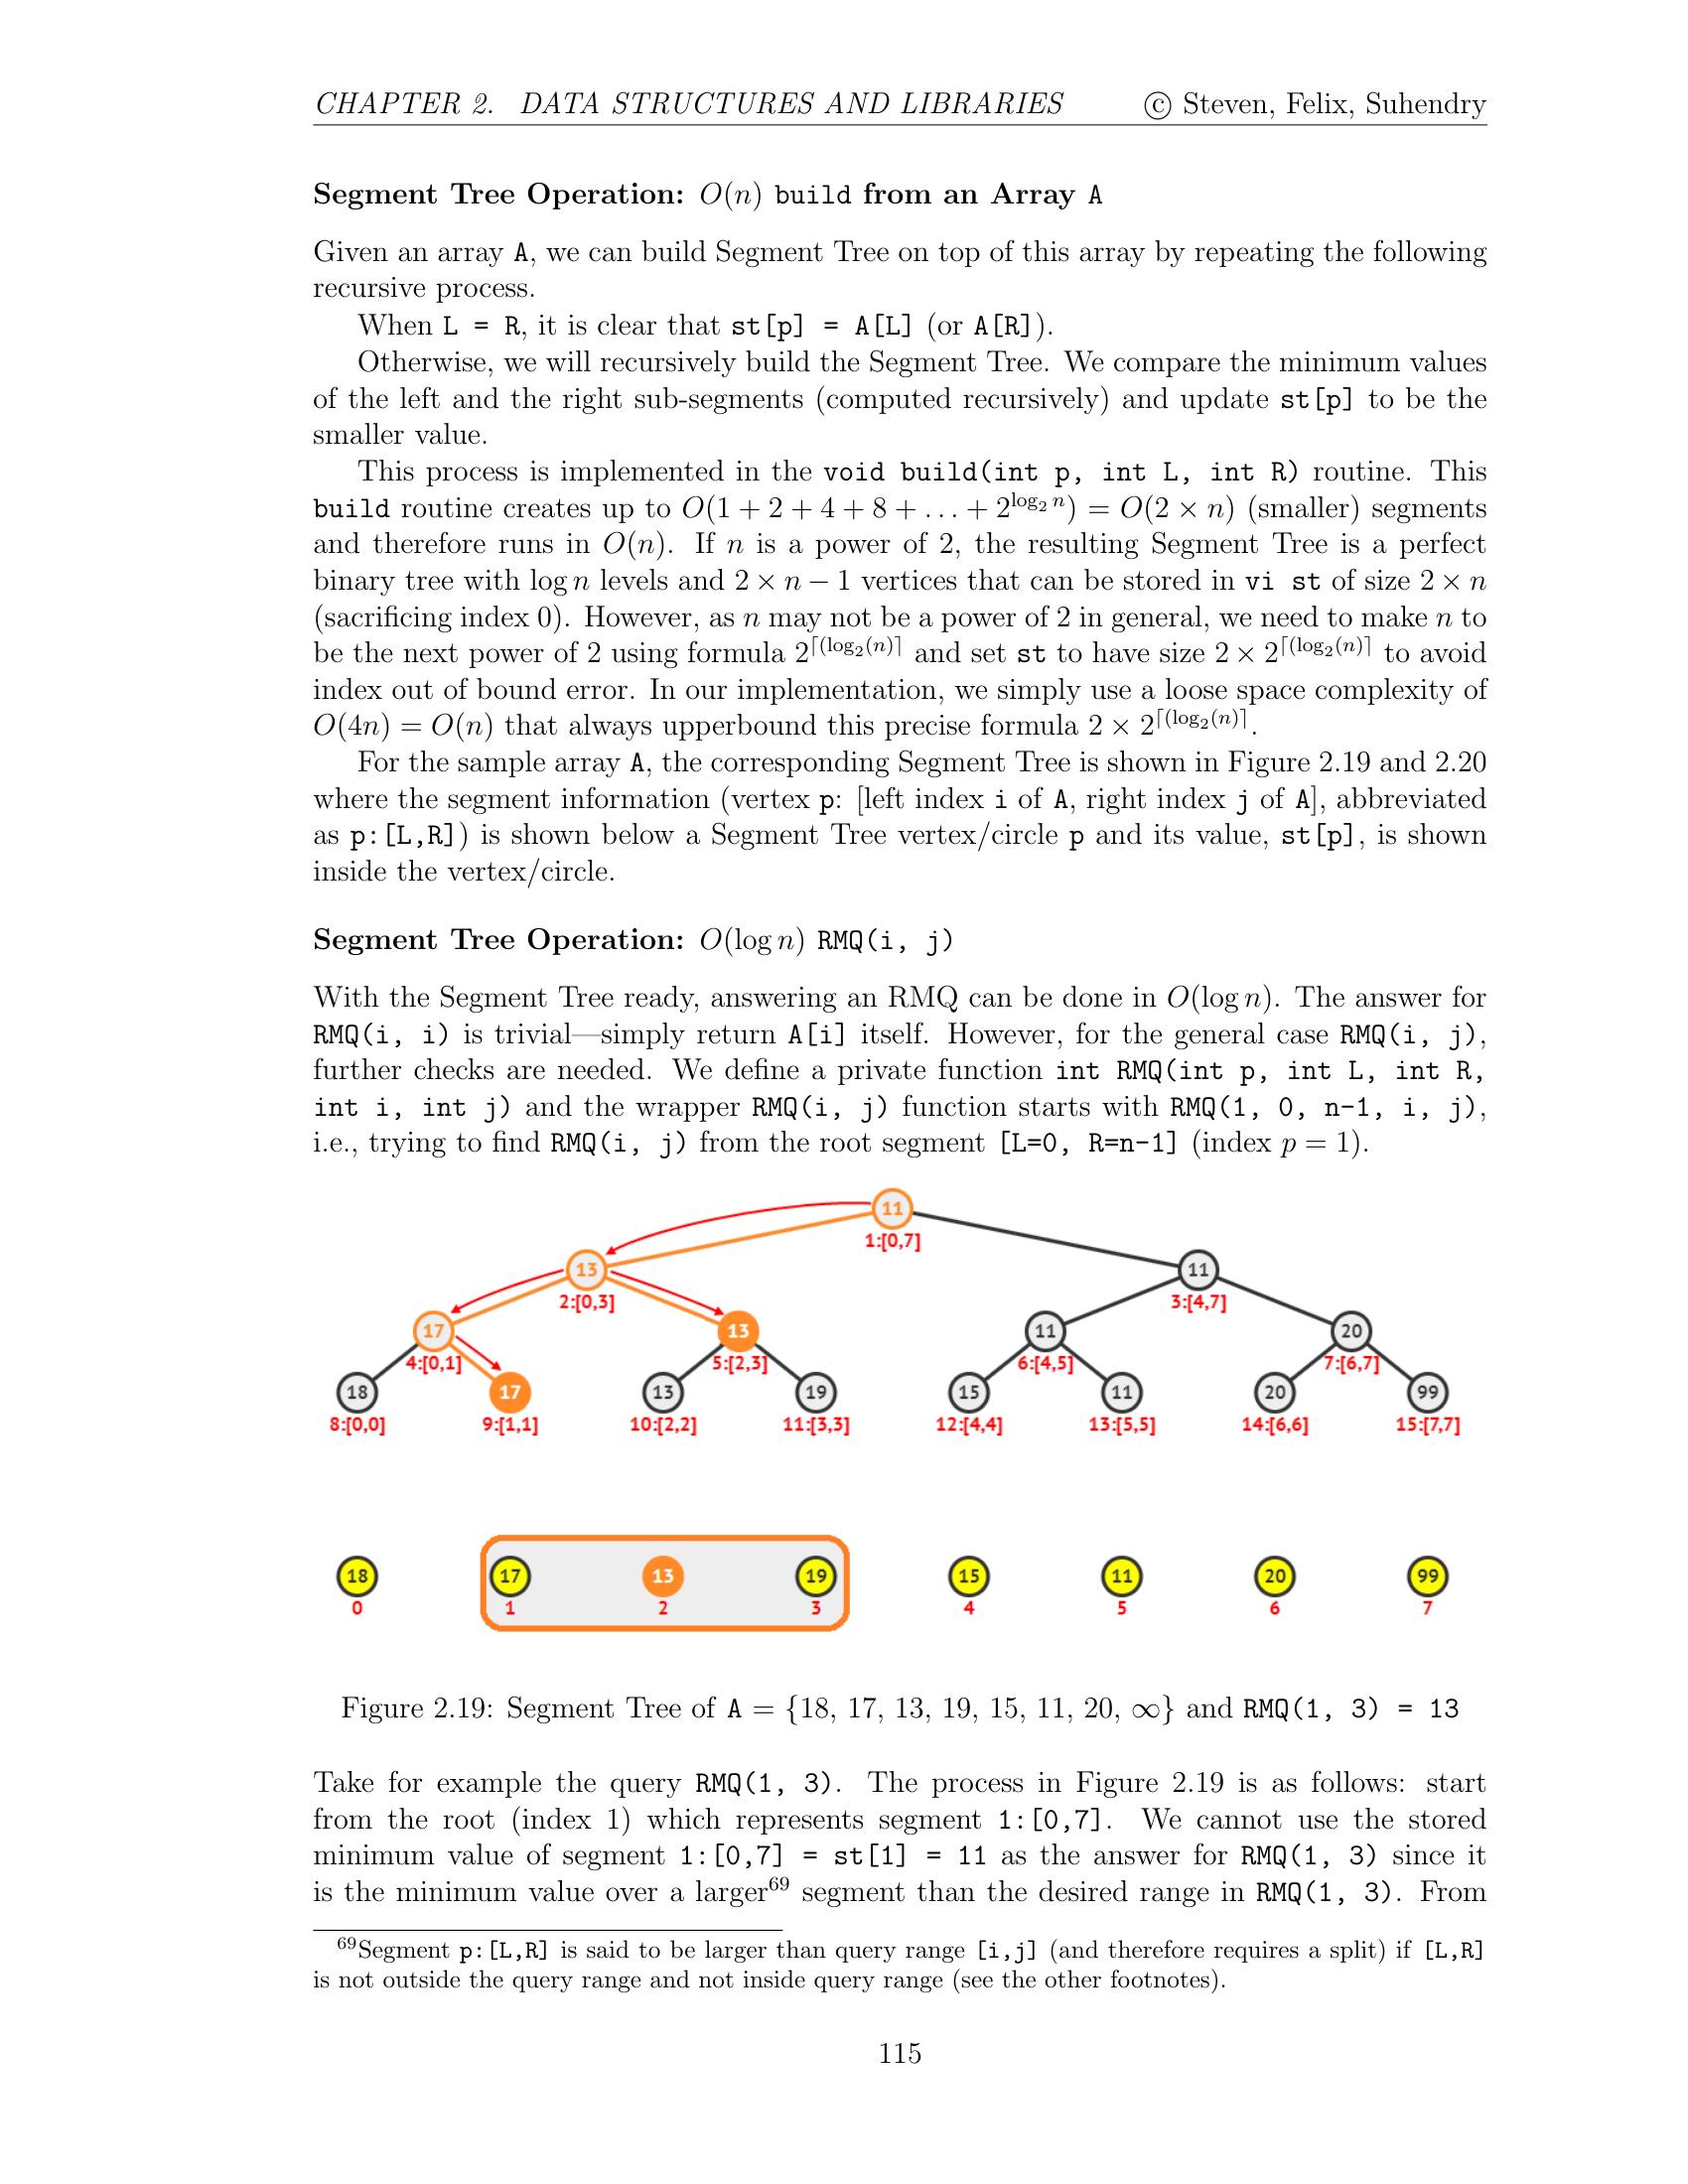 CHAPTER 2. DATA STRUCTURES AND LIBRARIES © Steven, Felix, Suhendry
Segment Tree Operation: O(n) build from an Array A
Given an array A, we can build Segment Tree on top of this array by repeating the following
recursive process.
When L = R, it is clear that st[p] = A[L] (or A[R]).
Otherwise, we will recursively build the Segment Tree. We compare the minimum values
of the left and the right sub-segments (computed recursively) and update st[p] to be the
smaller value.
This process is implemented in the void build(int p, int L, int R) routine. This
build routine creates up to O(1 + 2 + 4 + 8 + . . . + 2^{log₂ n}) = O(2 × n) (smaller) segments
and therefore runs in O(n). If n is a power of 2, the resulting Segment Tree is a perfect
binary tree with log n levels and 2 × n − 1 vertices that can be stored in vi st of size 2 × n
(sacrificing index 0). However, as n may not be a power of 2 in general, we need to make n to
be the next power of 2 using formula 2^{⌈(log₂(n)⌉} and set st to have size 2 × 2^{⌈(log₂(n)⌉} to avoid
index out of bound error. In our implementation, we simply use a loose space complexity of
O(4n) = O(n) that always upperbound this precise formula 2 × 2^{⌈(log₂(n)⌉}.
For the sample array A, the corresponding Segment Tree is shown in Figure 2.19 and 2.20
where the segment information (vertex p: [left index i of A, right index j of A], abbreviated
as p:[L,R]) is shown below a Segment Tree vertex/circle p and its value, st[p], is shown
inside the vertex/circle.
Segment Tree Operation: O(log n) RMQ(i, j)
With the Segment Tree ready, answering an RMQ can be done in O(log n). The answer for
RMQ(i, i) is trivial—simply return A[i] itself. However, for the general case RMQ(i, j),
further checks are needed. We define a private function int RMQ(int p, int L, int R,
int i, int j) and the wrapper RMQ(i, j) function starts with RMQ(1, 0, n-1, i, j),
i.e., trying to find RMQ(i, j) from the root segment [L=0, R=n-1] (index p = 1).
11
1:[0,7]
13 11
2:[0,3] 3:[4,7]
17 13 11 20
4:[0,1] 5:[2,3] 6:[4,5] 7:[6,7]
18 17 13 19 15 11 20 99
8:[0,0] 9:[1,1] 10:[2,2] 11:[3,3] 12:[4,4] 13:[5,5] 14:[6,6] 15:[7,7]
18 17 13 19 15 11 20 99
0 1 2 3 4 5 6 7
Figure 2.19: Segment Tree of A = {18, 17, 13, 19, 15, 11, 20, ∞} and RMQ(1, 3) = 13
Take for example the query RMQ(1, 3). The process in Figure 2.19 is as follows: start
from the root (index 1) which represents segment 1:[0,7]. We cannot use the stored
minimum value of segment 1:[0,7] = st[1] = 11 as the answer for RMQ(1, 3) since it
is the minimum value over a larger⁶⁹ segment than the desired range in RMQ(1, 3). From
⁶⁹Segment p:[L,R] is said to be larger than query range [i,j] (and therefore requires a split) if [L,R]
is not outside the query range and not inside query range (see the other footnotes).
115